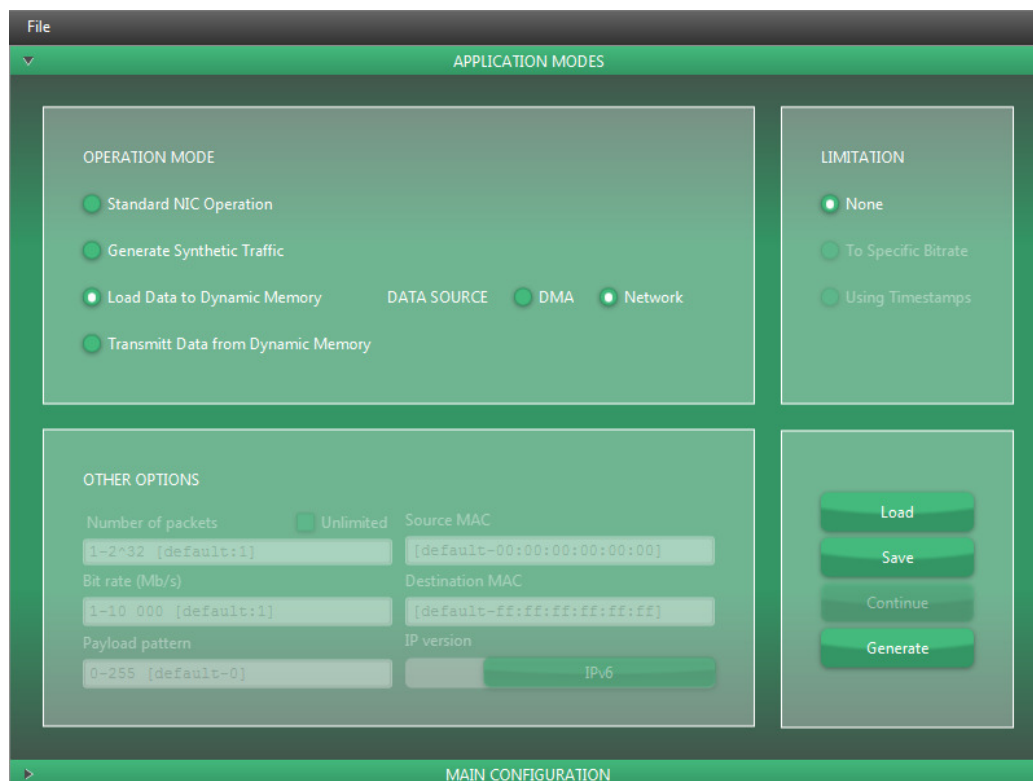 File
APPLICATION MODES
OPERATION MODE
Standard NIC Operation
Generate Synthetic Traffic
Load Data to Dynamic Memory DATA SOURCE DMA Network
Transmitt Data from Dynamic Memory
LIMITATION
None
To Specific Bitrate
Using Timestamps
OTHER OPTIONS
Number of packets Unlimited Source MAC
1-2^32 [default:1] [default-00:00:00:00:00:00]
Bit rate (Mb/s) Destination MAC
1-10 000 [default:1] [default-ff:ff:ff:ff:ff:ff]
Payload pattern IP version
0-255 [default-0] IPv6
Load
Save
Continue
Generate
MAIN CONFIGURATION